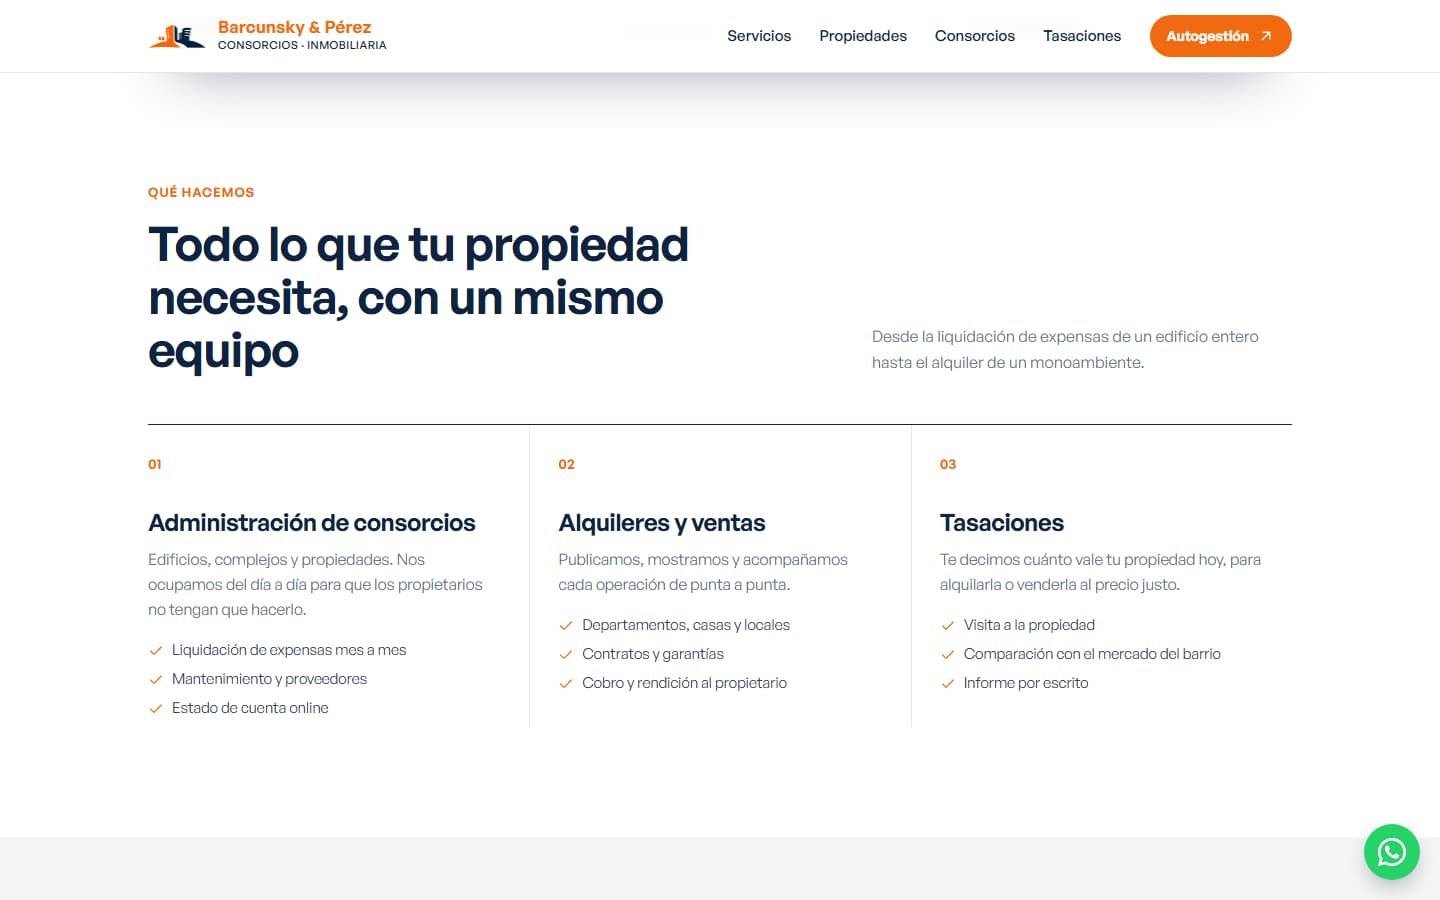 Barcunsky & Pérez
CONSORCIOS · INMOBILIARIA
Servicios
Propiedades
Consorcios
Tasaciones
Autogestión
QUÉ HACEMOS
Todo lo que tu propiedad
necesita, con un mismo
equipo
Desde la liquidación de expensas de un edificio entero
hasta el alquiler de un monoambiente.
01
Administración de consorcios
Edificios, complejos y propiedades. Nos
ocupamos del día a día para que los propietarios
no tengan que hacerlo.
Liquidación de expensas mes a mes
Mantenimiento y proveedores
Estado de cuenta online
02
Alquileres y ventas
Publicamos, mostramos y acompañamos
cada operación de punta a punta.
Departamentos, casas y locales
Contratos y garantías
Cobro y rendición al propietario
03
Tasaciones
Te decimos cuánto vale tu propiedad hoy, para
alquilarla o venderla al precio justo.
Visita a la propiedad
Comparación con el mercado del barrio
Informe por escrito